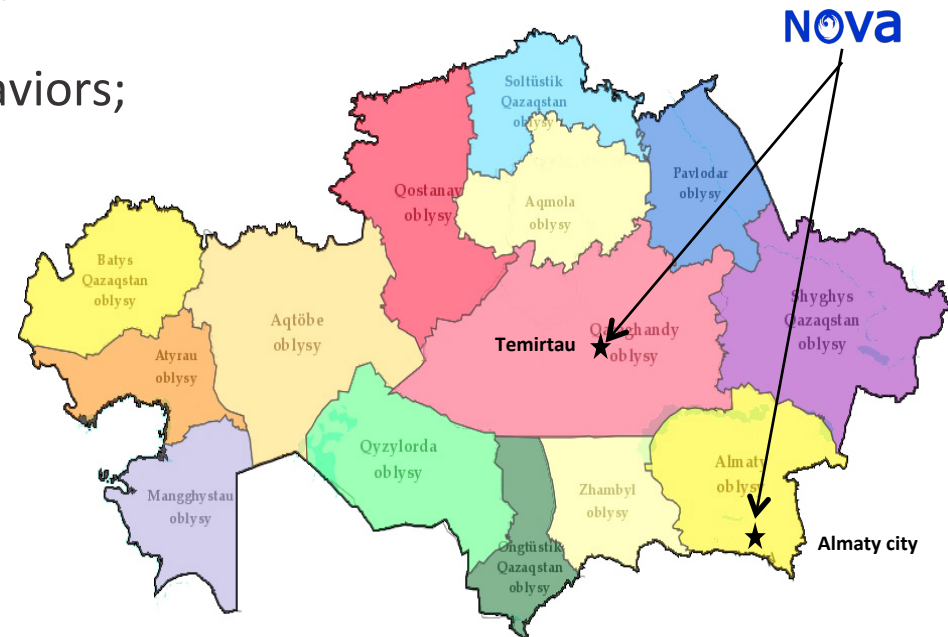 aviors;
Nova
Soltüstik
Qazaqstan
oblysy
Qostanay
oblysy
Aqmola
oblysy
Pavlodar
oblysy
Batys
Qazaqstan
oblysy
Aqtöbe
oblysy
Atyrau
oblysy
Temirtau
Qaraghandy
oblysy
Shyghys
Qazaqstan
oblysy
Qyzylorda
oblysy
Mangghystau
oblysy
Zhambyl
oblysy
Almaty
oblysy
Ongtüstik
Qazaqstan
oblysy
Almaty city